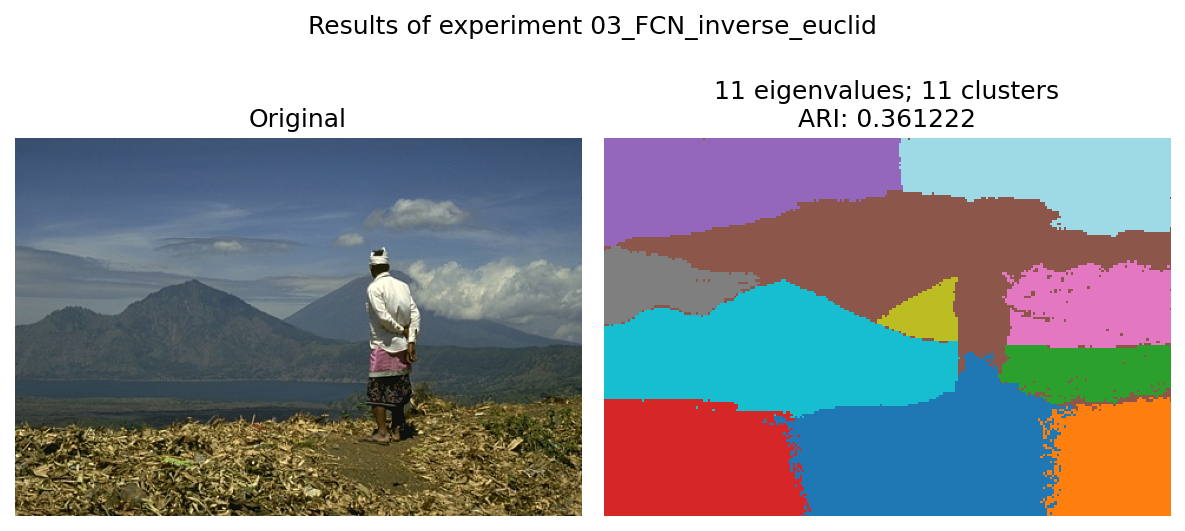 Results of experiment 03_FCN_inverse_euclid
Original
11 eigenvalues; 11 clusters
ARI: 0.361222